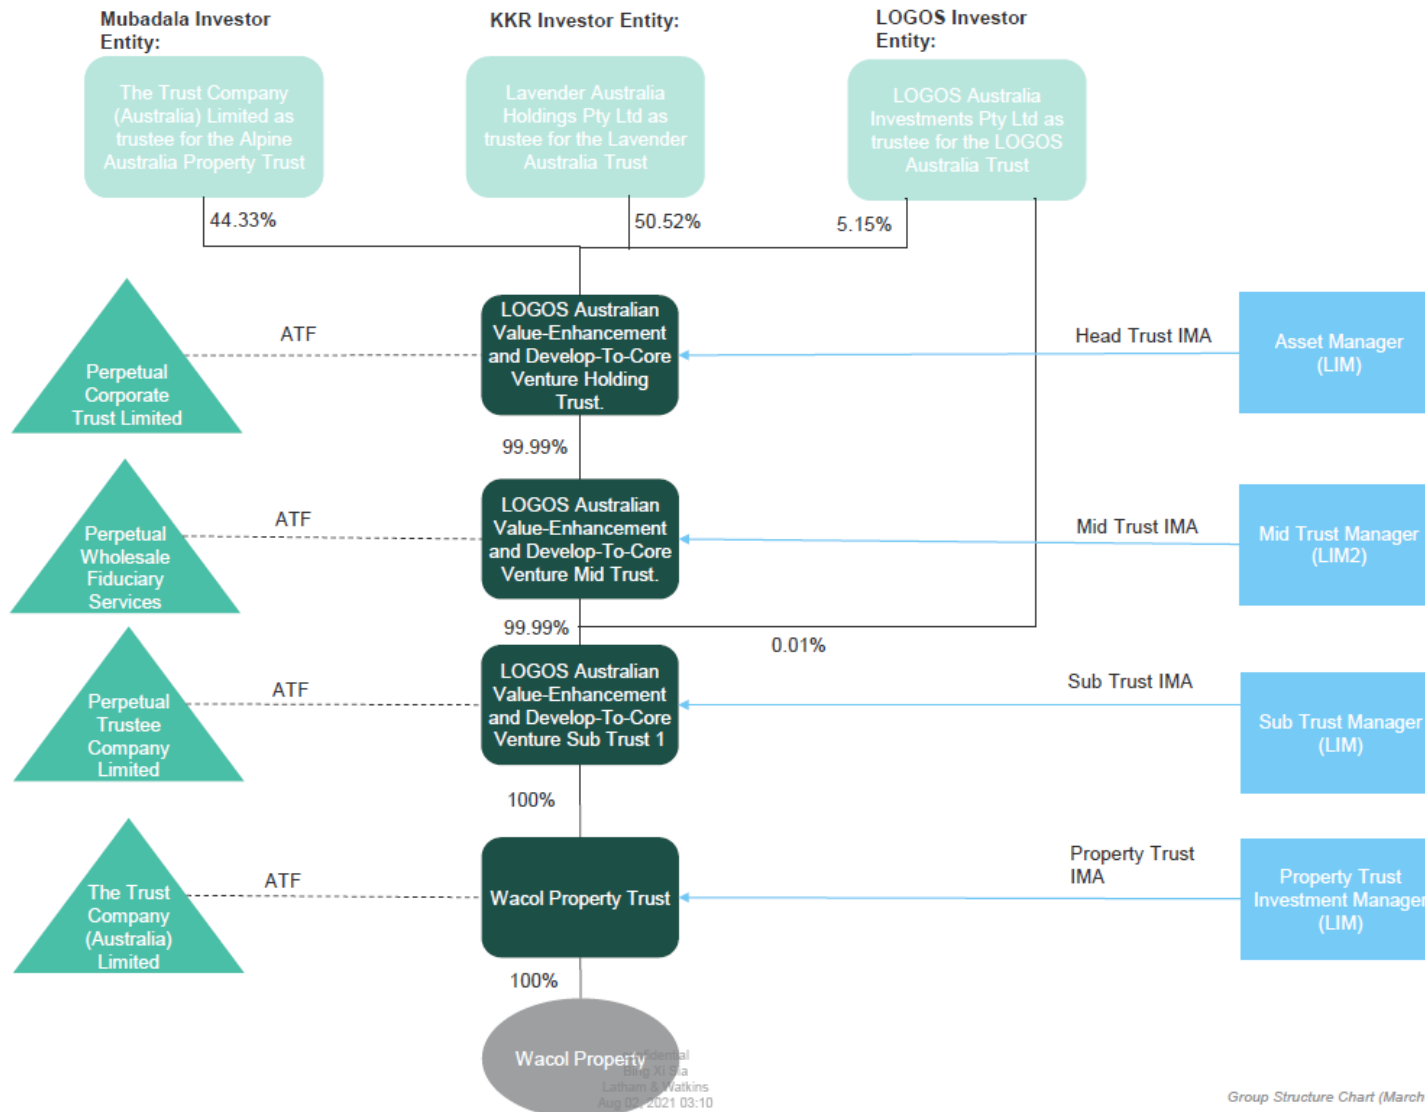 Mubadala Investor
Entity:
KKR Investor Entity:
LOGOS Investor
Entity:
The Trust Company
(Australia) Limited as
trustee for the Alpine
Australia Property Trust
Lavender Australia
Holdings Pty Ltd as
trustee for the Lavender
Australia Trust
LOGOS Australia
Investments Pty Ltd as
trustee for the LOGOS
Australia Trust
44.33%
50.52%
5.15%
Perpetual
Corporate
Trust Limited
ATF
LOGOS Australian
Value-Enhancement
and Develop-To-Core
Venture Holding
Trust.
Head Trust IMA
Asset Manager
(LIM)
99.99%
Perpetual
Wholesale
Fiduciary
Services
ATF
LOGOS Australian
Value-Enhancement
and Develop-To-Core
Venture Mid Trust.
Mid Trust IMA
Mid Trust Manager
(LIM2)
99.99%
0.01%
Perpetual
Trustee
Company
Limited
ATF
LOGOS Australian
Value-Enhancement
and Develop-To-Core
Venture Sub Trust 1
Sub Trust IMA
Sub Trust Manager
(LIM)
100%
The Trust
Company
(Australia)
Limited
ATF
Wacol Property Trust
Property Trust
IMA
Property Trust
Investment Manager
(LIM)
100%
Wacol Property
Confidential
Bing Xi Sia
Latham & Watkins
Aug 02, 2021 03:10
Group Structure Chart (March